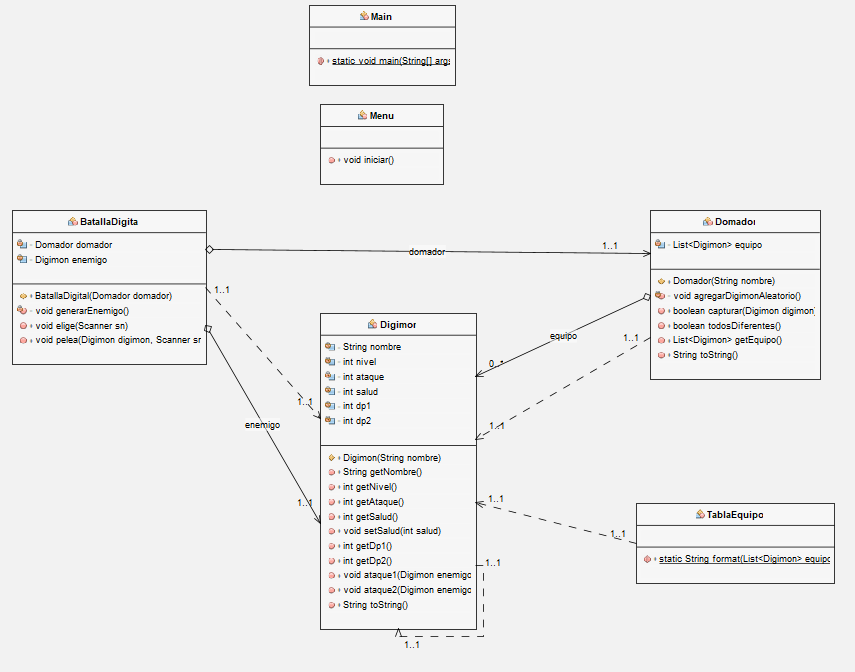 Main
static void main(String[] args
Menu
void iniciar()
BatallaDigita
Domador domador
Digimon enemigo
BatallaDigital(Domador domador)
void generarEnemigo()
void elige(Scanner sn)
void pelea(Digimon digimon, Scanner sr
domador
1..1
Domador
List<Digimon> equipo
Domador(String nombre)
void agregarDigimonAleatorio()
boolean capturar(Digimon digimon)
boolean todosDiferentes()
List<Digimon> getEquipo()
String toString()
1..1
1..1
enemigo
1..1
equipo
0..*
1..1
1..1
Digimor
String nombre
int nivel
int ataque
int salud
int dp1
int dp2
Digimon(String nombre)
String getNombre()
int getNivel()
int getAtaque()
int getSalud()
void setSalud(int salud)
int getDp1()
int getDp2()
void ataque1(Digimon enemigo
void ataque2(Digimon enemigo
String toString()
1..1
1..1
1..1
1..1
TablaEquipo
static String format(List<Digimon> equipo